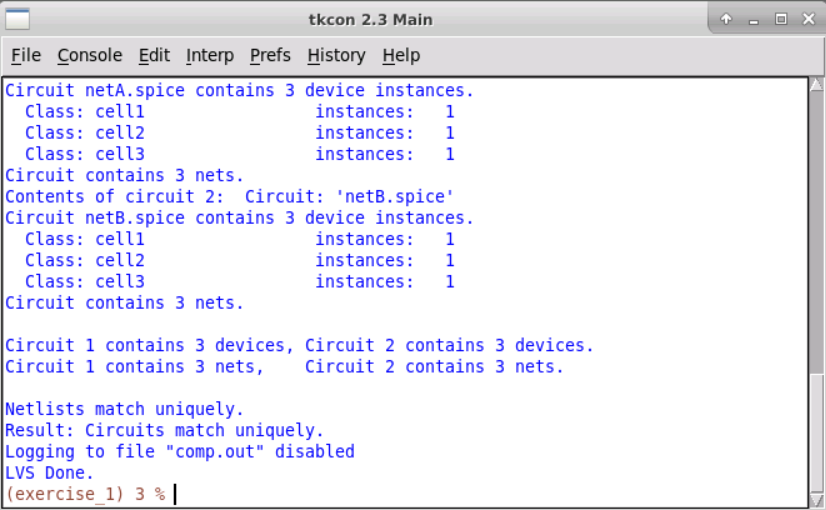 tkcon 2.3 Main
File Console Edit Interp Prefs History Help
Circuit netA.spice contains 3 device instances.
  Class: cell1                 instances:   1
  Class: cell2                 instances:   1
  Class: cell3                 instances:   1
Circuit contains 3 nets.
Contents of circuit 2:  Circuit: 'netB.spice'
Circuit netB.spice contains 3 device instances.
  Class: cell1                 instances:   1
  Class: cell2                 instances:   1
  Class: cell3                 instances:   1
Circuit contains 3 nets.

Circuit 1 contains 3 devices, Circuit 2 contains 3 devices.
Circuit 1 contains 3 nets,    Circuit 2 contains 3 nets.

Netlists match uniquely.
Result: Circuits match uniquely.
Logging to file "comp.out" disabled
LVS Done.
(exercise_1) 3 %